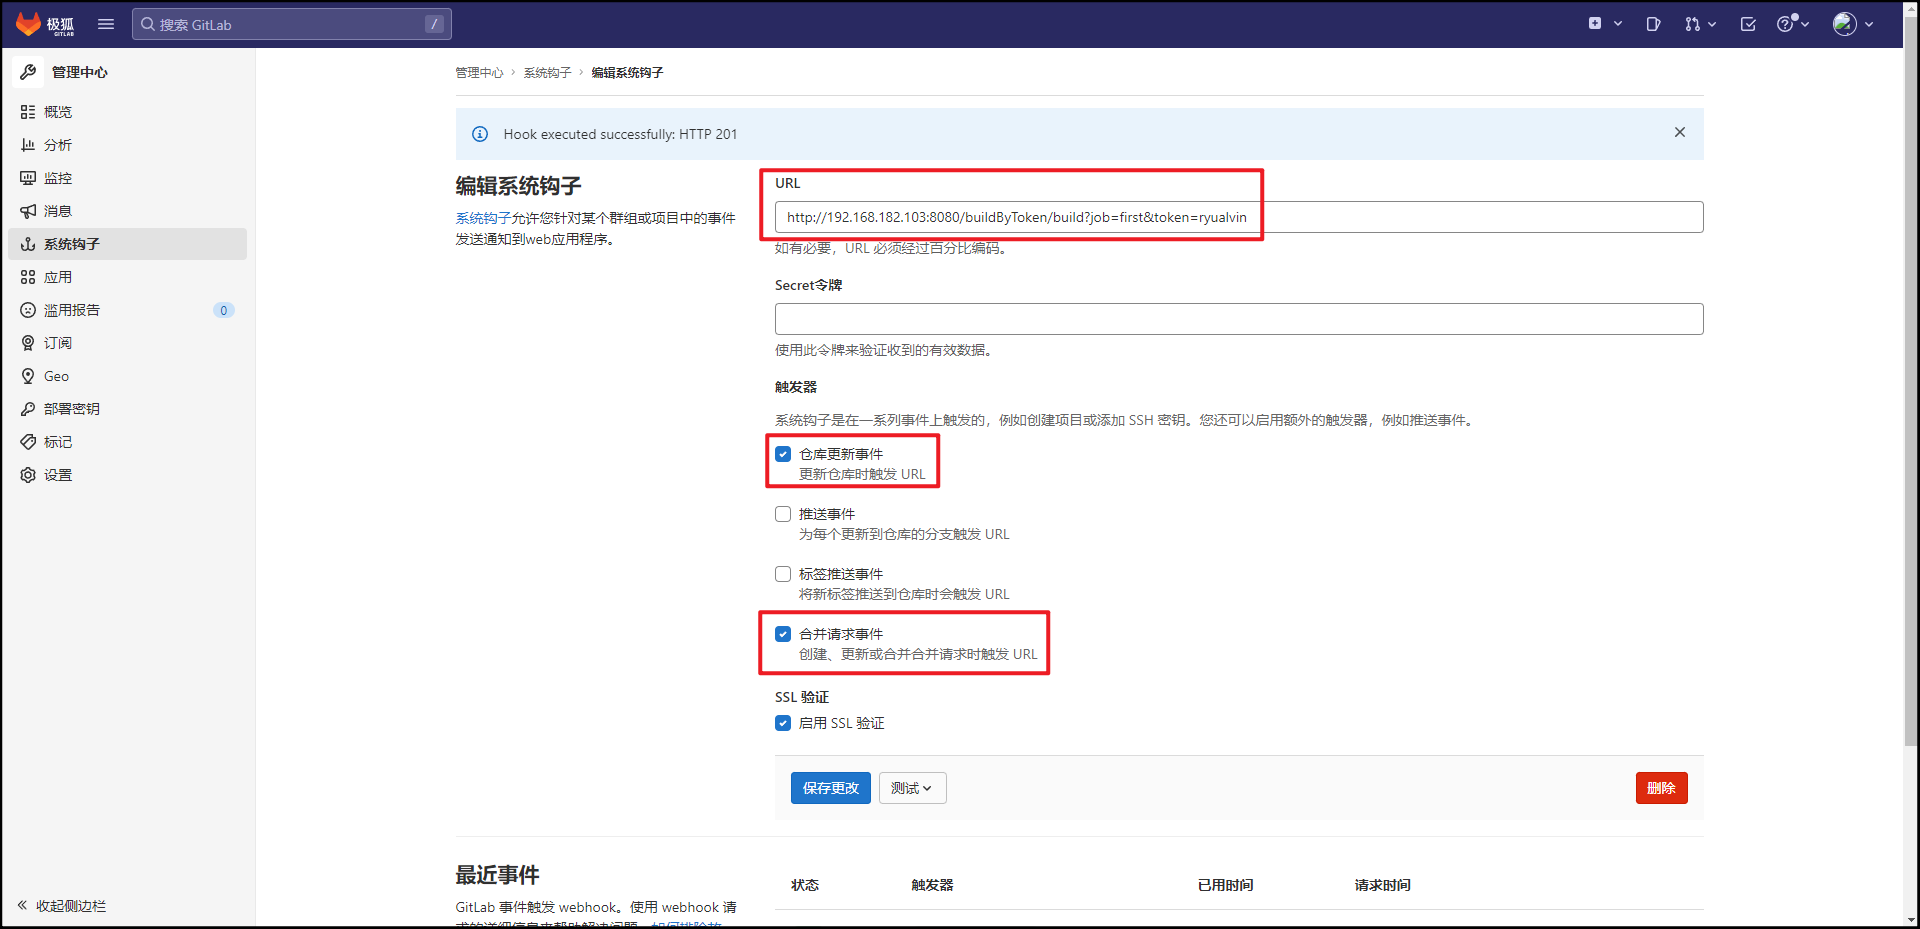 极狐
GITLAB
搜索 GitLab
/
管理中心
概览
分析
监控
消息
系统钩子
应用
滥用报告
0
订阅
Geo
部署密钥
标记
设置
收起侧边栏
管理中心 › 系统钩子 › 编辑系统钩子
Hook executed successfully: HTTP 201
编辑系统钩子
系统钩子允许您针对某个群组或项目中的事件
发送通知到web应用程序。
URL
http://192.168.182.103:8080/buildByToken/build?job=first&token=ryualvin
如有必要，URL 必须经过百分比编码。
Secret令牌
使用此令牌来验证收到的有效数据。
触发器
系统钩子是在一系列事件上触发的，例如创建项目或添加 SSH 密钥。您还可以启用额外的触发器，例如推送事件。
仓库更新事件
更新仓库时触发 URL
推送事件
为每个更新到仓库的分支触发 URL
标签推送事件
将新标签推送到仓库时会触发 URL
合并请求事件
创建、更新或合并合并请求时触发 URL
SSL 验证
启用 SSL 验证
保存更改
测试
删除
最近事件
GitLab 事件触发 webhook。使用 webhook 请
状态
触发器
已用时间
请求时间